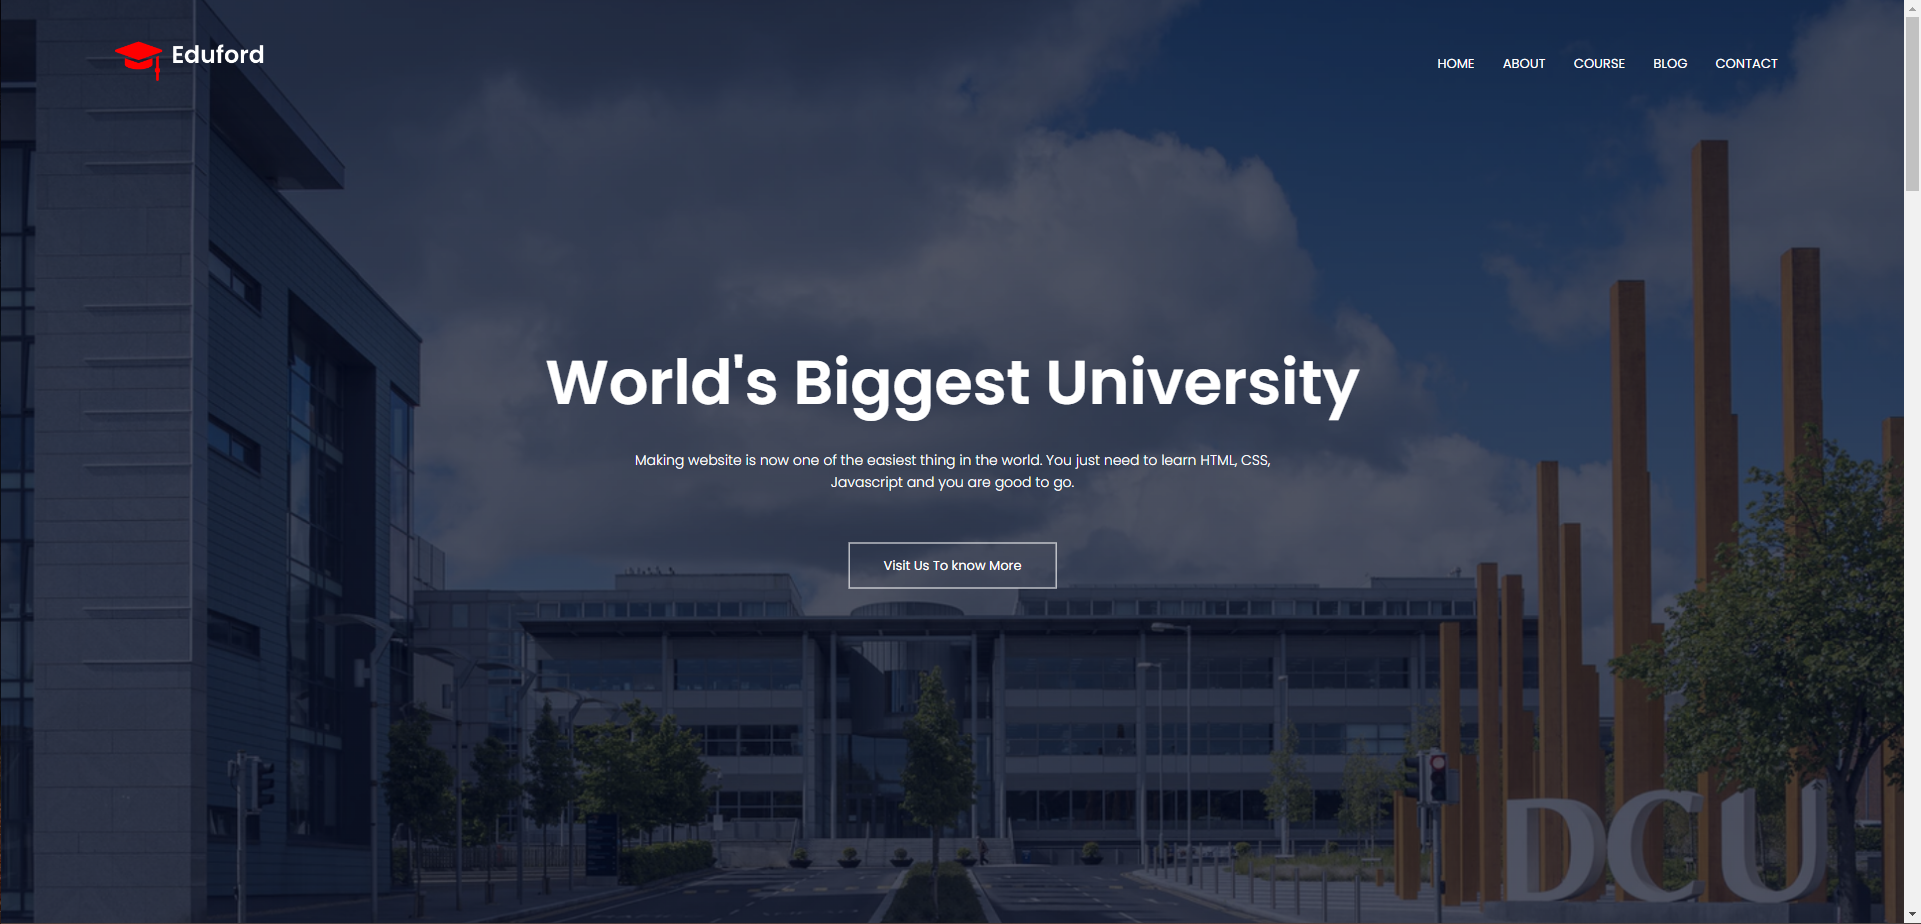 Eduford
HOME ABOUT COURSE BLOG CONTACT
World's Biggest University
Making website is now one of the easiest thing in the world. You just need to learn HTML, CSS,
Javascript and you are good to go.
Visit Us To know More
DCU